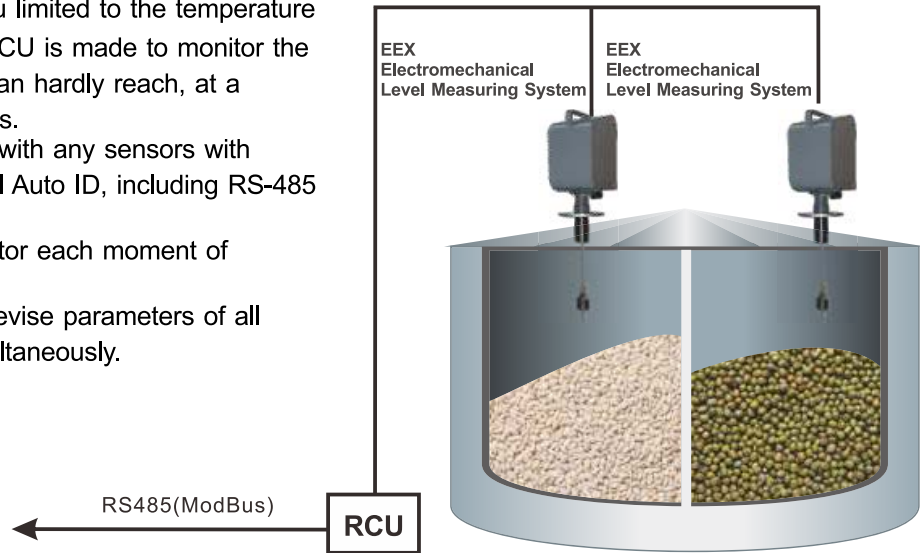 u limited to the temperature
CU is made to monitor the
an hardly reach, at a
s.
with any sensors with
Auto ID, including RS-485
tor each moment of
evise parameters of all
ltaneously.
EEX
Electromechanical
Level Measuring System
EEX
Electromechanical
Level Measuring System
RS485(ModBus)
RCU